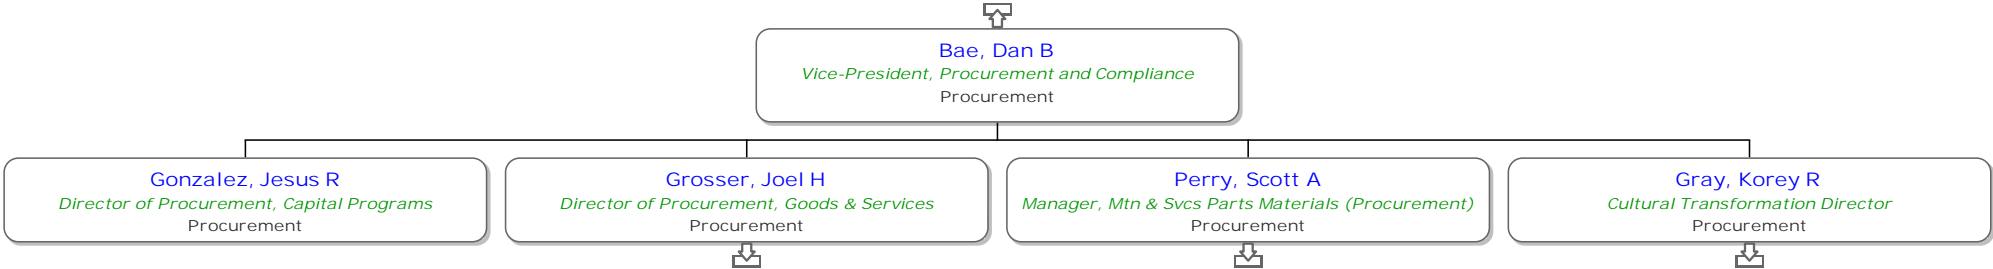 Bae, Dan B
Vice-President, Procurement and Compliance
Procurement
Gonzalez, Jesus R
Director of Procurement, Capital Programs
Procurement
Grosser, Joel H
Director of Procurement, Goods & Services
Procurement
Perry, Scott A
Manager, Mtn & Svcs Parts Materials (Procurement)
Procurement
Gray, Korey R
Cultural Transformation Director
Procurement